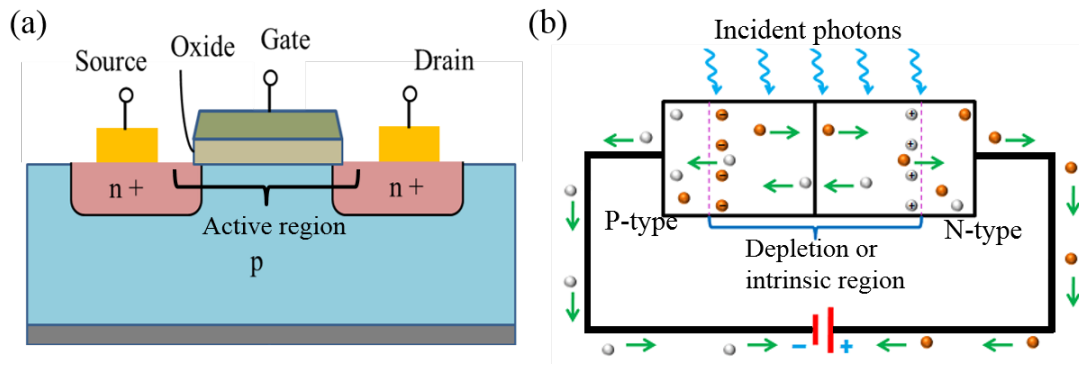 (a)
Source
Oxide
Gate
Drain
n +
n +
Active region
p
(b)
Incident photons
P-type
N-type
Depletion or
intrinsic region
− +